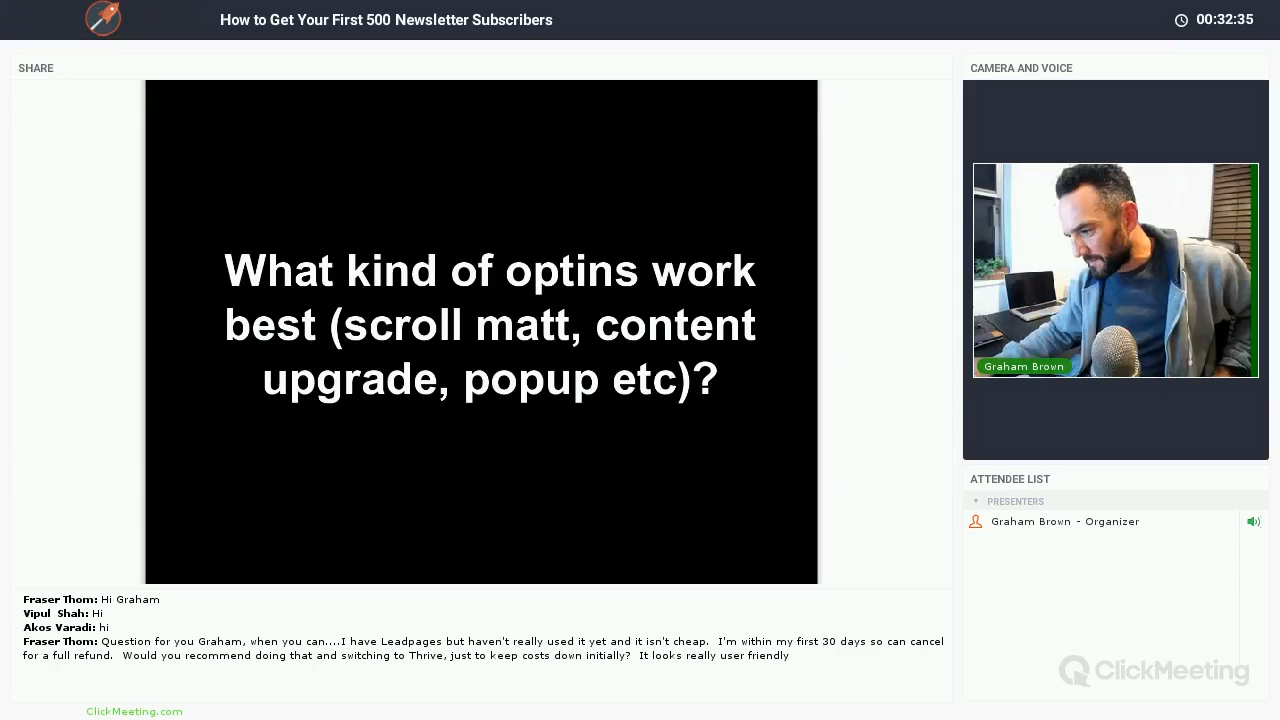 How to Get Your First 500 Newsletter Subscribers
00:32:35
SHARE
What kind of optins work
best (scroll matt, content
upgrade, popup etc)?
Fraser Thom: Hi Graham
Vipul Shah: Hi
Akos Varadi: hi
Fraser Thom: Question for you Graham, when you can....I have Leadpages but haven't really used it yet and it isn't cheap. I'm within my first 30 days so can cancel
for a full refund. Would you recommend doing that and switching to Thrive, just to keep costs down initially? It looks really user friendly
ClickMeeting.com
CAMERA AND VOICE
Graham Brown
ATTENDEE LIST
PRESENTERS
Graham Brown - Organizer
ClickMeeting